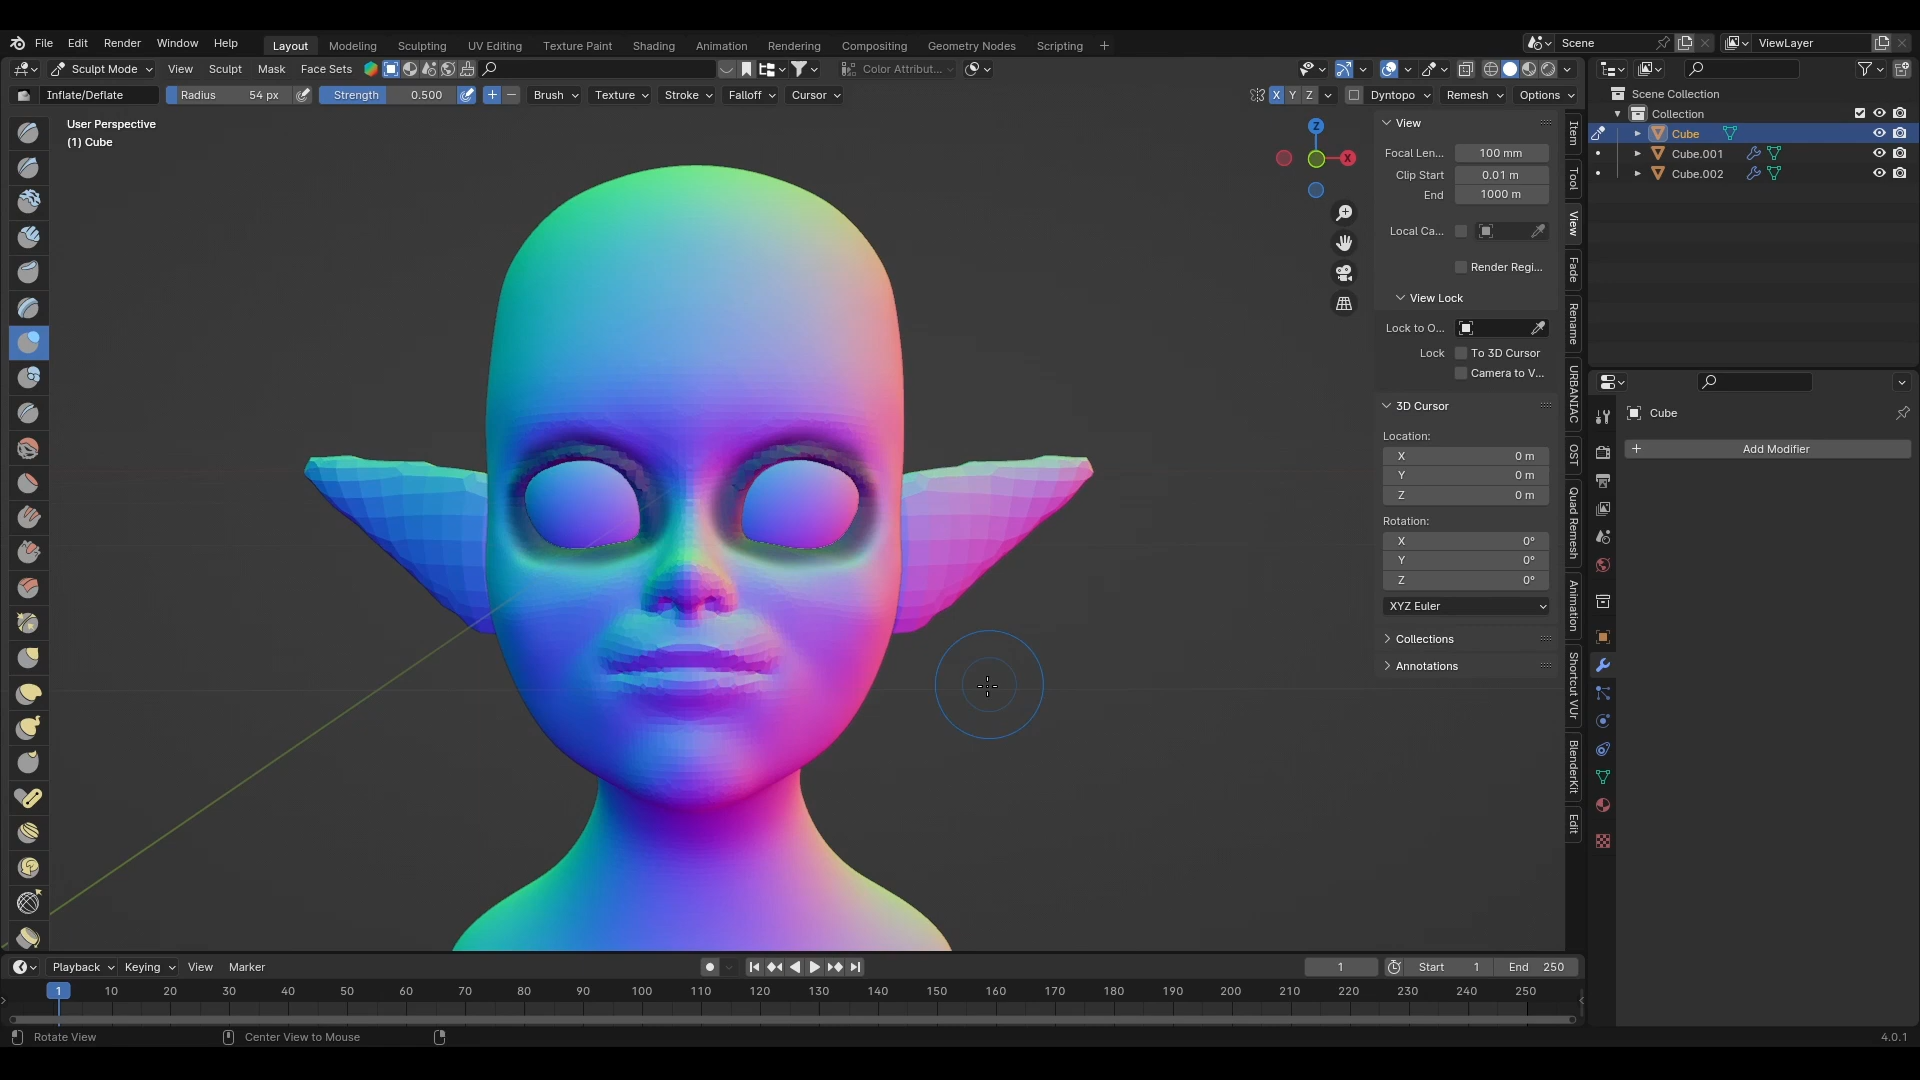 File Edit Render Window Help Layout Modeling Sculpting UV Editing Texture Paint Shading Animation Rendering Compositing Geometry Nodes Scripting + Scene ViewLayer
Sculpt Mode View Sculpt Mask Face Sets Color Attribut...
Inflate/Deflate Radius 54 px Strength 0.500 Brush Texture Stroke Falloff Cursor X Y Z Dyntopo Remesh Options
User Perspective
(1) Cube
Z
X
View
Focal Len... 100 mm
Clip Start 0.01 m
End 1000 m
Local Ca...
Render Regi...
View Lock
Lock to O...
Lock To 3D Cursor
Camera to V...
3D Cursor
Location:
X 0 m
Y 0 m
Z 0 m
Rotation:
X 0°
Y 0°
Z 0°
XYZ Euler
Collections
Annotations
Item
Tool
View
Fade
Rename
URBANIAC
OST
Quad Remesh
Animation
Shortcut VUr
BlenderKit
Edit
Scene Collection
Collection
Cube
Cube.001
Cube.002
Cube
Add Modifier
Playback Keying View Marker 1 Start 1 End 250
1 10 20 30 40 50 60 70 80 90 100 110 120 130 140 150 160 170 180 190 200 210 220 230 240 250
Rotate View Center View to Mouse 4.0.1